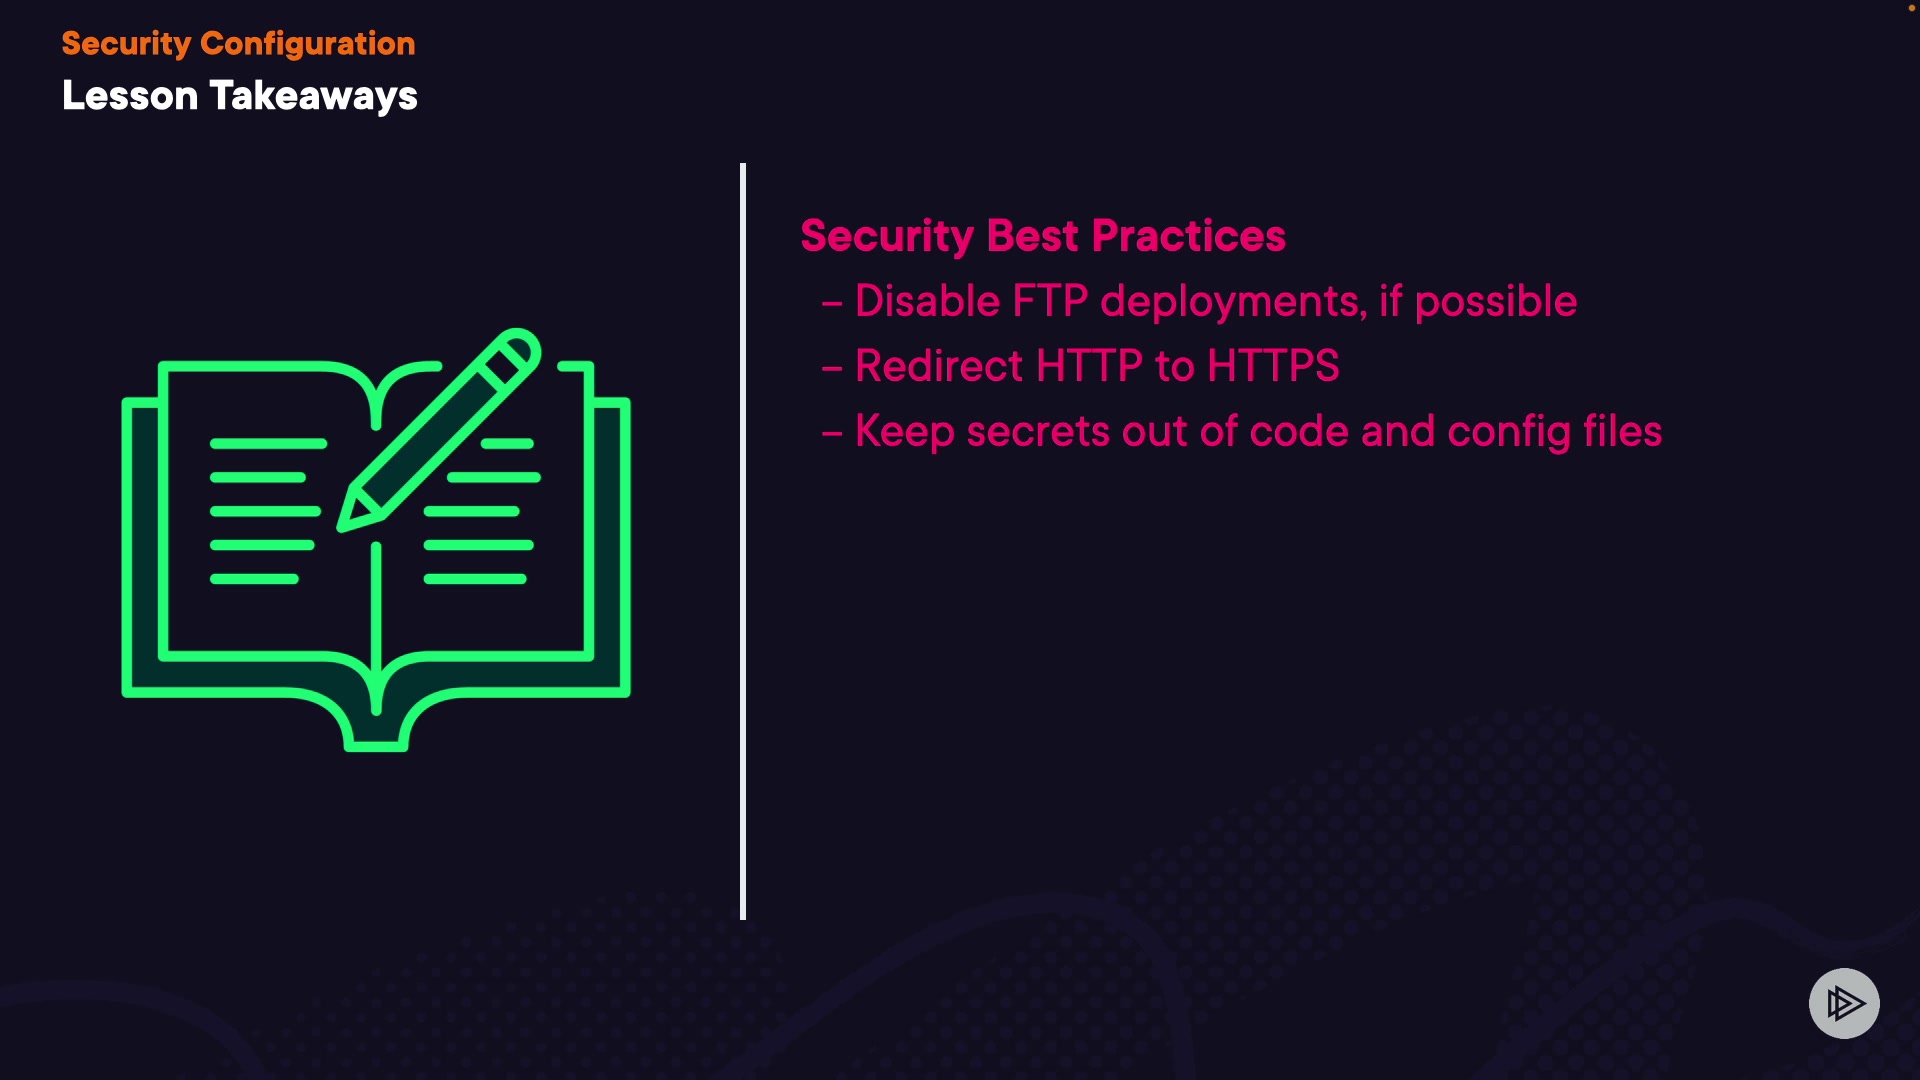 Security Configuration
Lesson Takeaways
Security Best Practices
– Disable FTP deployments, if possible
– Redirect HTTP to HTTPS
– Keep secrets out of code and config files